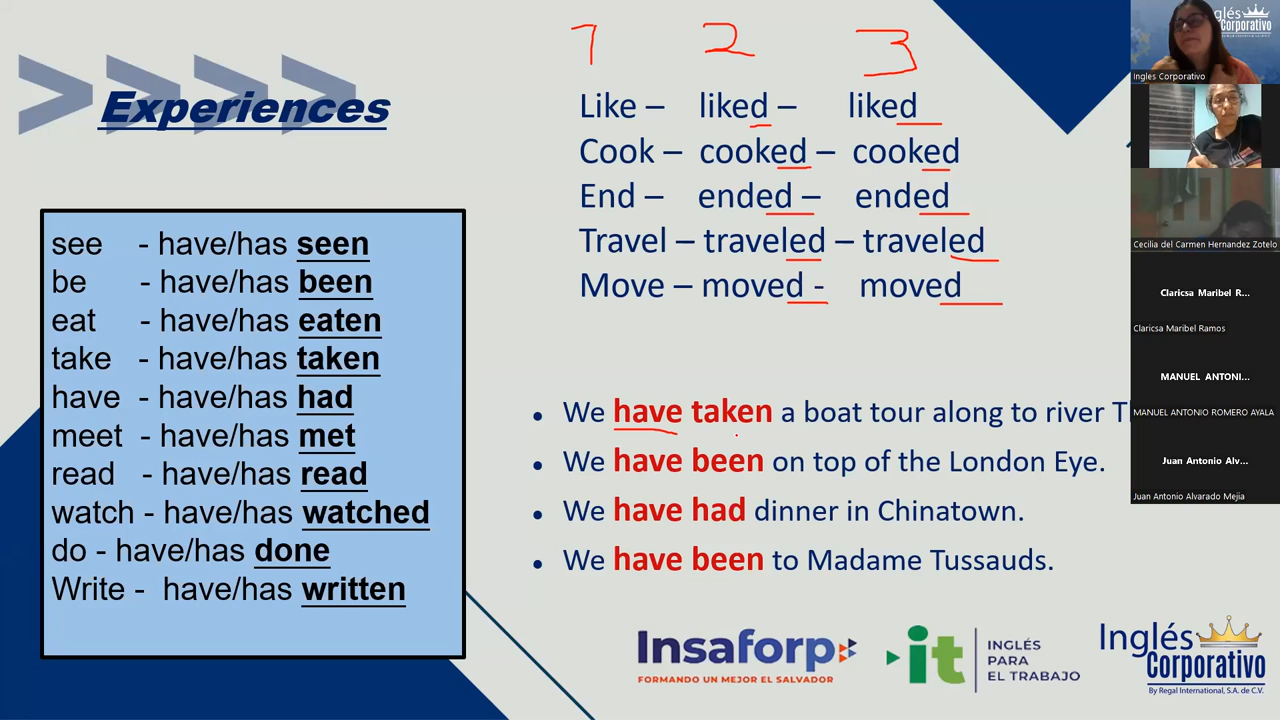 1 2 3
Experiences
Like – liked – liked
Cook – cooked – cooked
End – ended – ended
Travel – traveled – traveled
Move – moved - moved
see - have/has seen
be - have/has been
eat - have/has eaten
take - have/has taken
have - have/has had
meet - have/has met
read - have/has read
watch - have/has watched
do - have/has done
Write - have/has written
• We have taken a boat tour along to river T
• We have been on top of the London Eye.
• We have had dinner in Chinatown.
• We have been to Madame Tussauds.
Insaforp
FORMANDO UN MEJOR EL SALVADOR
it
INGLÉS
PARA
EL TRABAJO
Inglés
Corporativo
By Regal International, S.A. de C.V.
Corporativo
Ingles Corporativo
Cecilia del Carmen Hernandez Zotelo
Claricsa Maribel R...
Claricsa Maribel Ramos
MANUEL ANTONI...
MANUEL ANTONIO ROMERO AYALA
Juan Antonio Alv...
Juan Antonio Alvarado Mejia